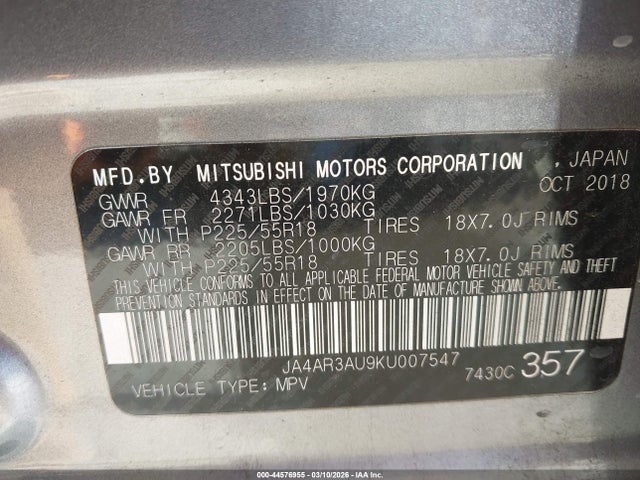 MFD.BY MITSUBISHI MOTORS CORPORATION , JAPAN
GVWR 4343LBS/1970KG OCT 2018
GAWR FR 2271LBS/1030KG
WITH P225/55R18 TIRES 18X7.0J RIMS
GAWR RR 2205LBS/1000KG
WITH P225/55R18 TIRES 18X7.0J RIMS
THIS VEHICLE CONFORMS TO ALL APPLICABLE FEDERAL MOTOR VEHICLE SAFETY AND THEFT
PREVENTION STANDARDS IN EFFECT ON THE DATE OF MANUFACTURE SHOWN ABOVE.
JA4AR3AU9KU007547 7430C 357
VEHICLE TYPE: MPV
000-44576955 - 03/10/2026 - © IAA Inc.